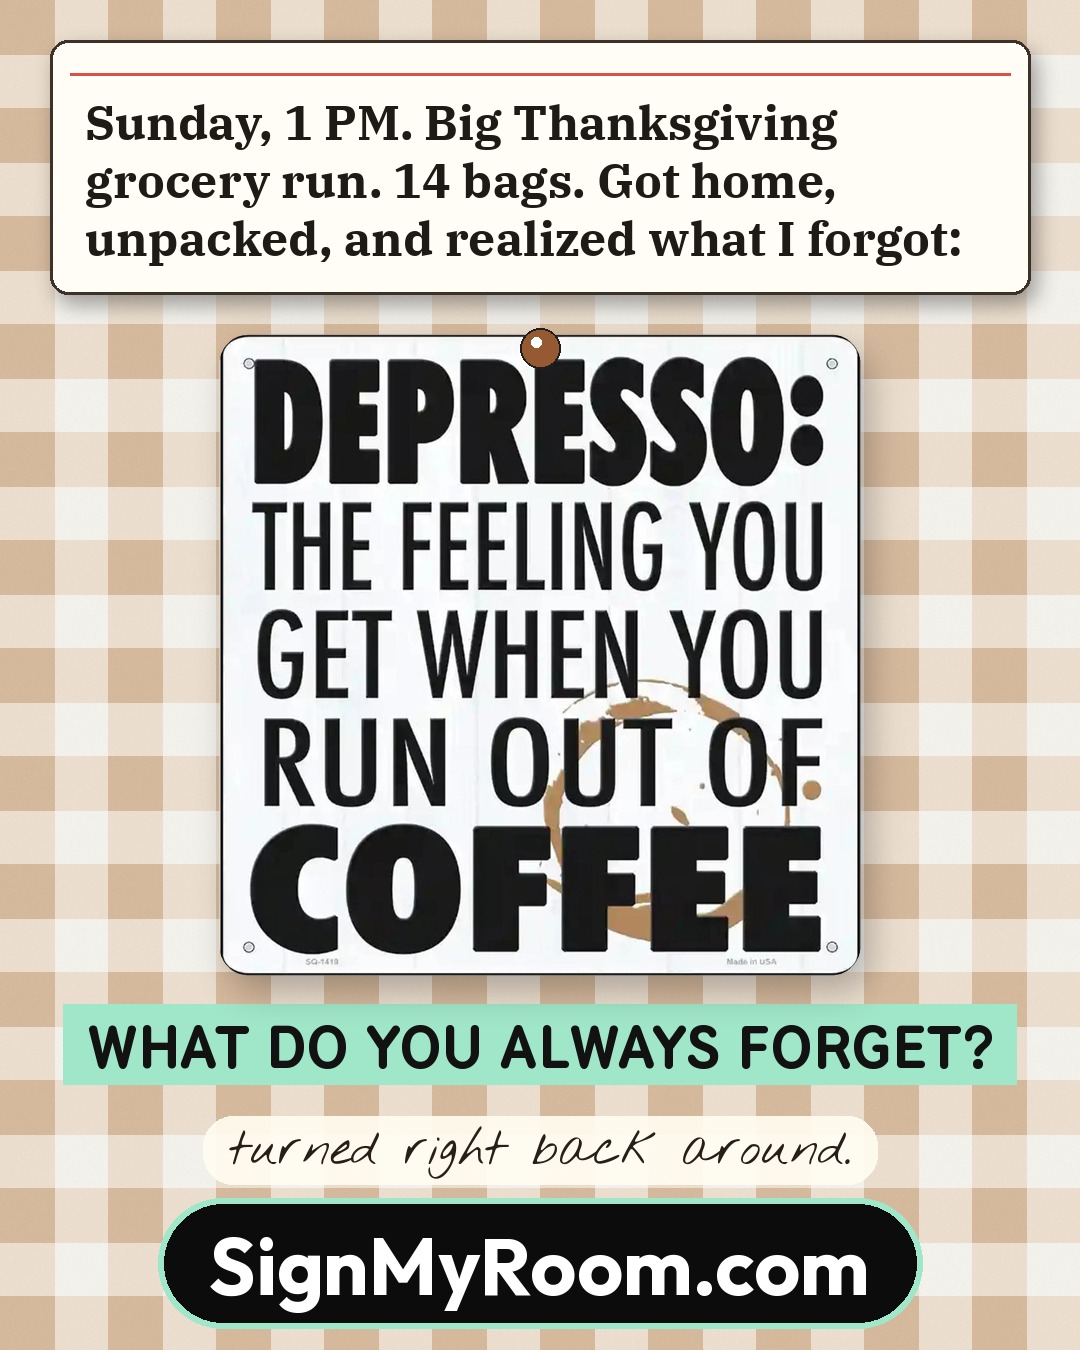 Sunday, 1 PM. Big Thanksgiving
grocery run. 14 bags. Got home,
unpacked, and realized what I forgot:
DEPRESSO:
THE FEELING YOU
GET WHEN YOU
RUN OUT OF
COFFEE
SQ-1419 Made in USA
WHAT DO YOU ALWAYS FORGET?
turned right back around.
SignMyRoom.com